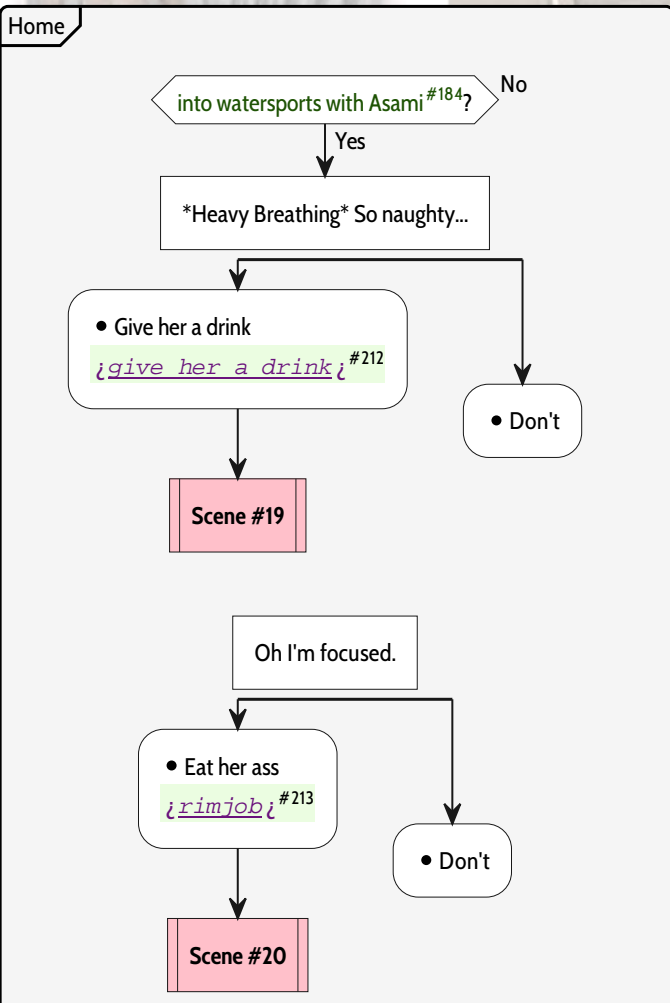 Home
into watersports with Asami #184?
No
Yes
*Heavy Breathing* So naughty...
• Give her a drink
¿give her a drink¿ #212
• Don't
Scene #19
Oh I'm focused.
• Eat her ass
¿rimjob¿ #213
• Don't
Scene #20